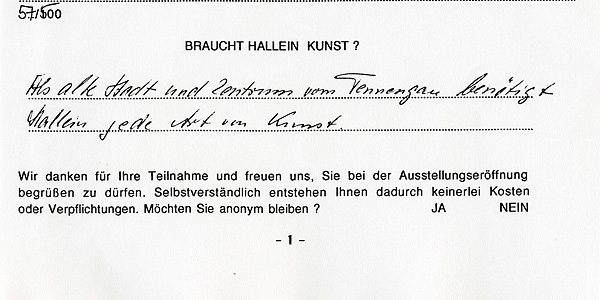 57/500
BRAUCHT HALLEIN KUNST ?
Als alte Stadt und Zentrum vom Tennengau benötigt
Hallein jede Art von Kunst.
Wir danken für Ihre Teilnahme und freuen uns, Sie bei der Ausstellungseröffnung
begrüßen zu dürfen. Selbstverständlich entstehen Ihnen dadurch keinerlei Kosten
oder Verpflichtungen. Möchten Sie anonym bleiben ? JA NEIN
- 1 -